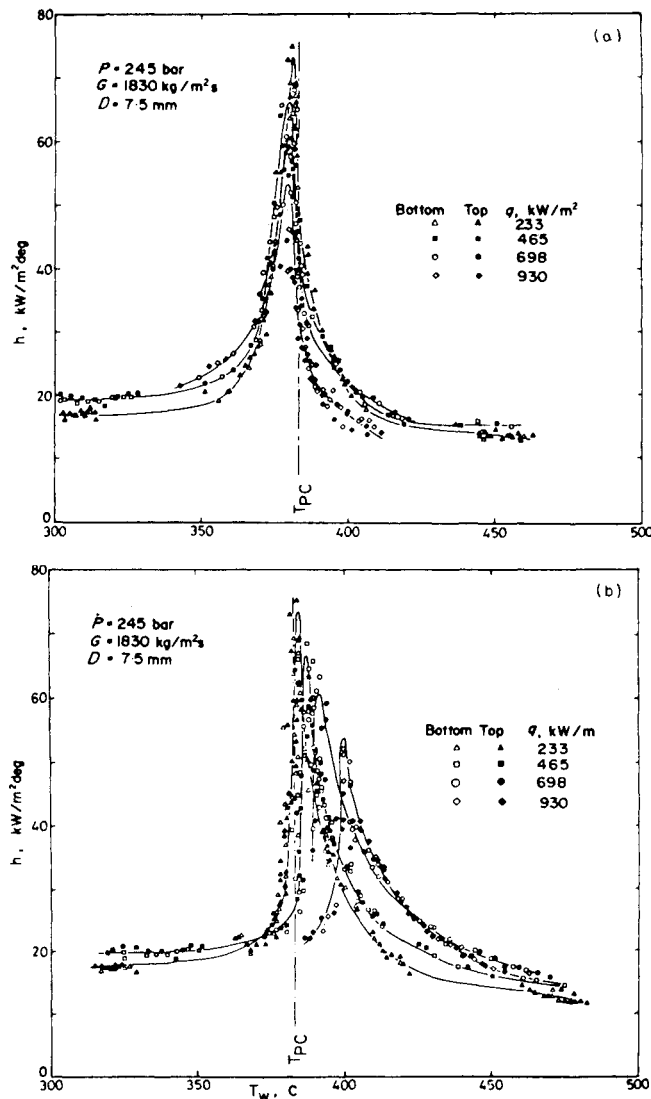 80
(a)
P = 245 bar
G = 1830 kg/m²s
D = 7·5 mm
60
Bottom Top q, kW/m²
233
465
698
930
40
h, kW/m²deg
20
TPC
0
300 350 400 450 500
80
(b)
P = 245 bar
G = 1830 kg/m²s
D = 7·5 mm
60
Bottom Top q, kW/m
233
465
698
930
40
h, kW/m²deg
20
TPC
0
300 350 400 450 500
TW, C